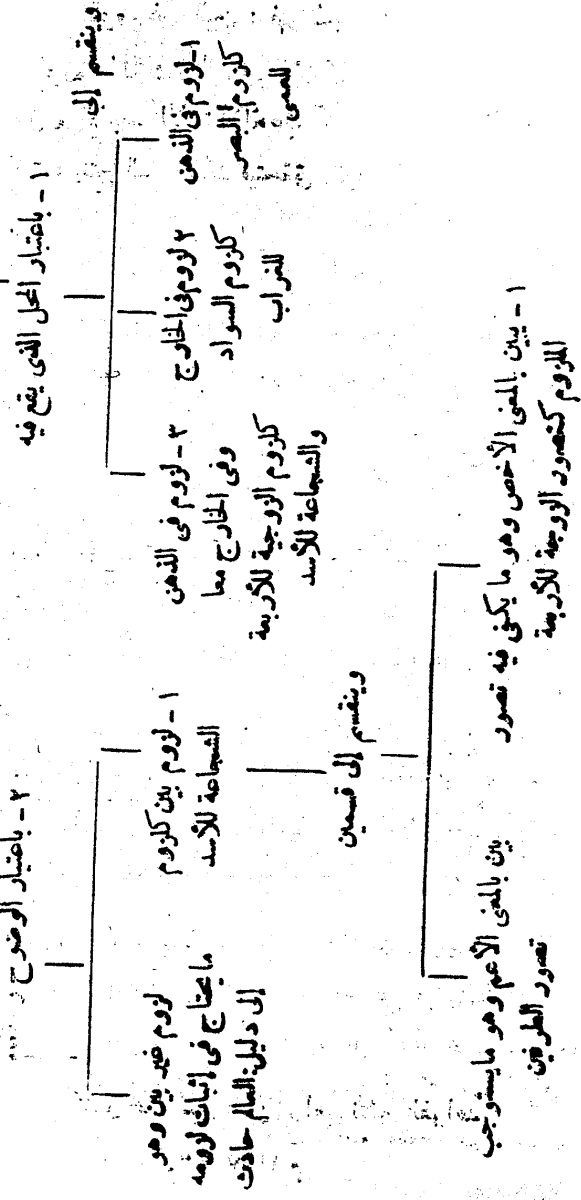 وينقسم إلى
١ - باعتبار المحل الذي يقع فيه
١ - لزوم في الذهن
كلزوم البصر
للعمى
٢ لزوم في الخارج
كلزوم السواد
للغراب
٣ - لزوم في الذهن
وفي الخارج معا
كلزوم الزوجية للأربعة
والشجاعة للأسد
٢ - باعتبار الوضوح
١ - لزوم بين كلزوم
الشجاعة للأسد
لزوم غير بين وهو
ما يحتاج في إثبات لزومه
إلى دليل: العالم حادث
وينقسم إلى قسمين
١ - بين بالمعنى الأخص وهو ما يكفي فيه تصور
الملزوم كتصور الزوجية للأربعة
بين بالمعنى الأعم وهو ما يستوجب
تصور الطرفين